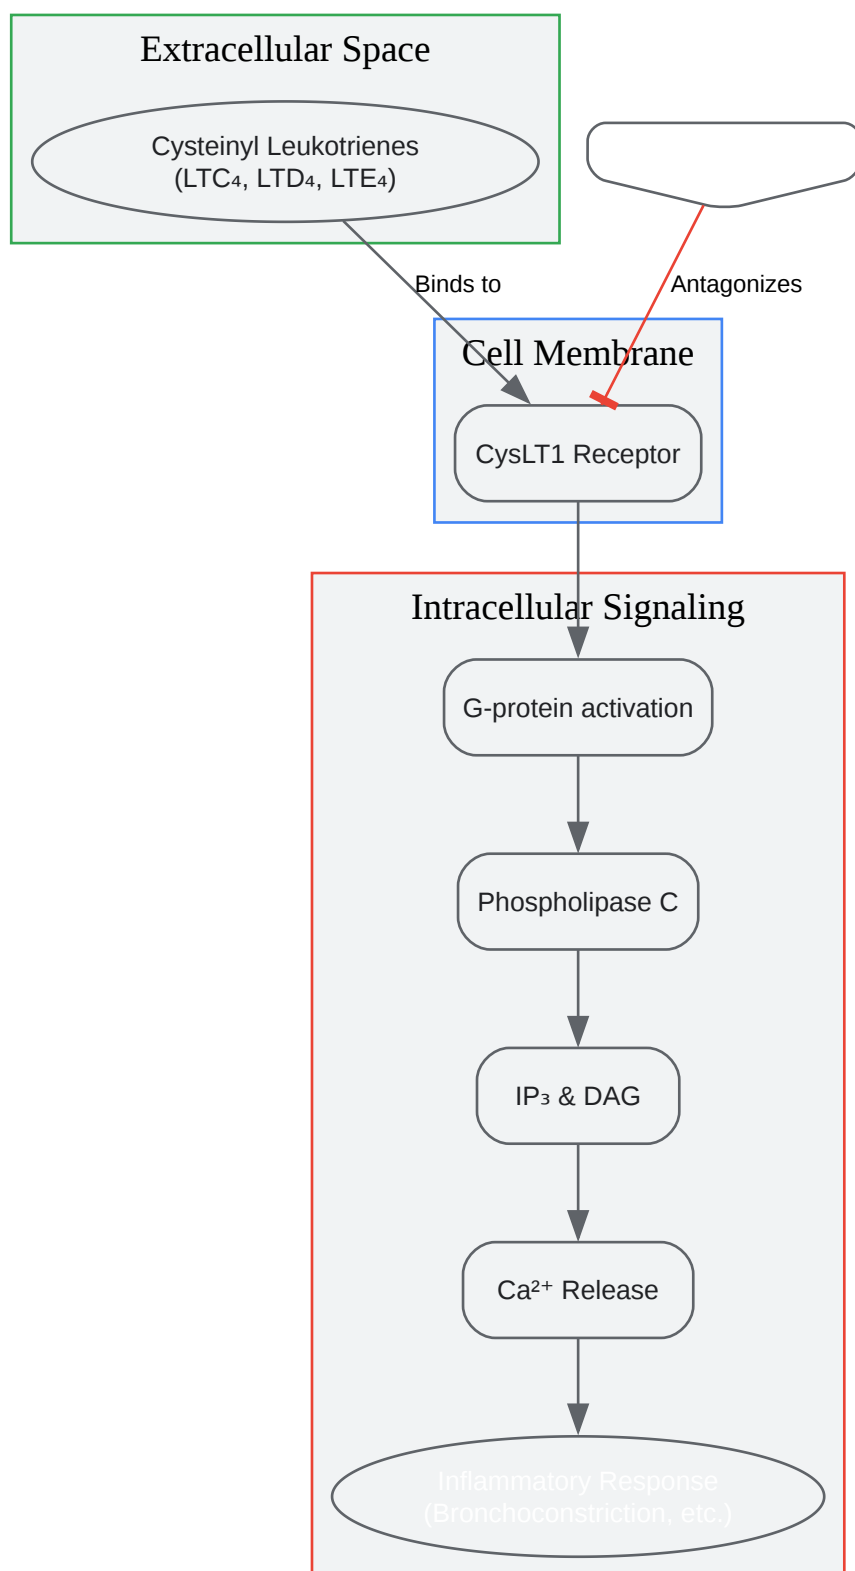 Extracellular Space
Cysteinyl Leukotrienes
(LTC₄, LTD₄, LTE₄)
Binds to
Antagonizes
Cell Membrane
CysLT1 Receptor
Intracellular Signaling
G-protein activation
Phospholipase C
IP₃ & DAG
Ca²⁺ Release
Inflammatory Response
(Bronchoconstriction, etc.)